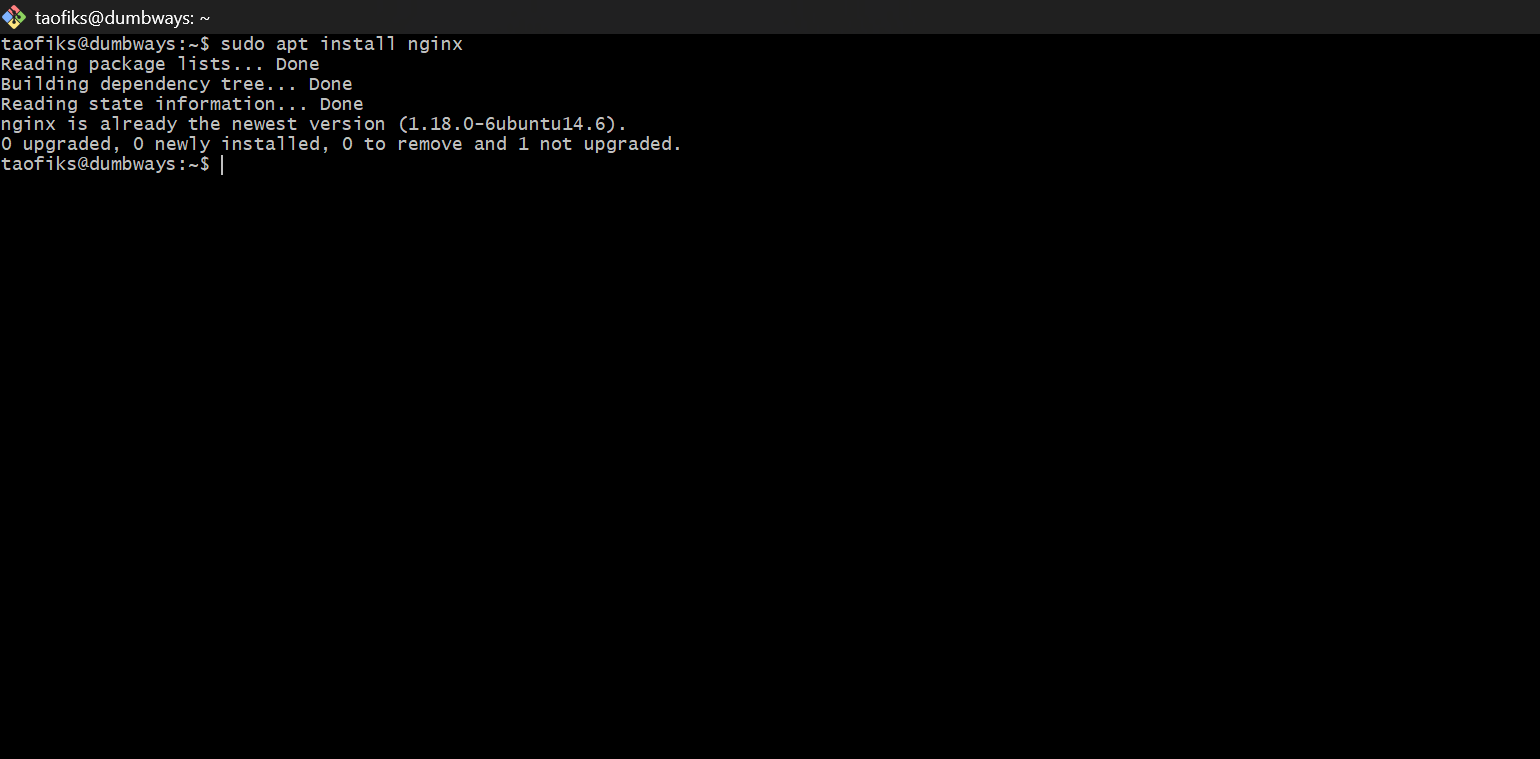 taofiks@dumbways: ~
taofiks@dumbways:~$ sudo apt install nginx
Reading package lists... Done
Building dependency tree... Done
Reading state information... Done
nginx is already the newest version (1.18.0-6ubuntu14.6).
0 upgraded, 0 newly installed, 0 to remove and 1 not upgraded.
taofiks@dumbways:~$